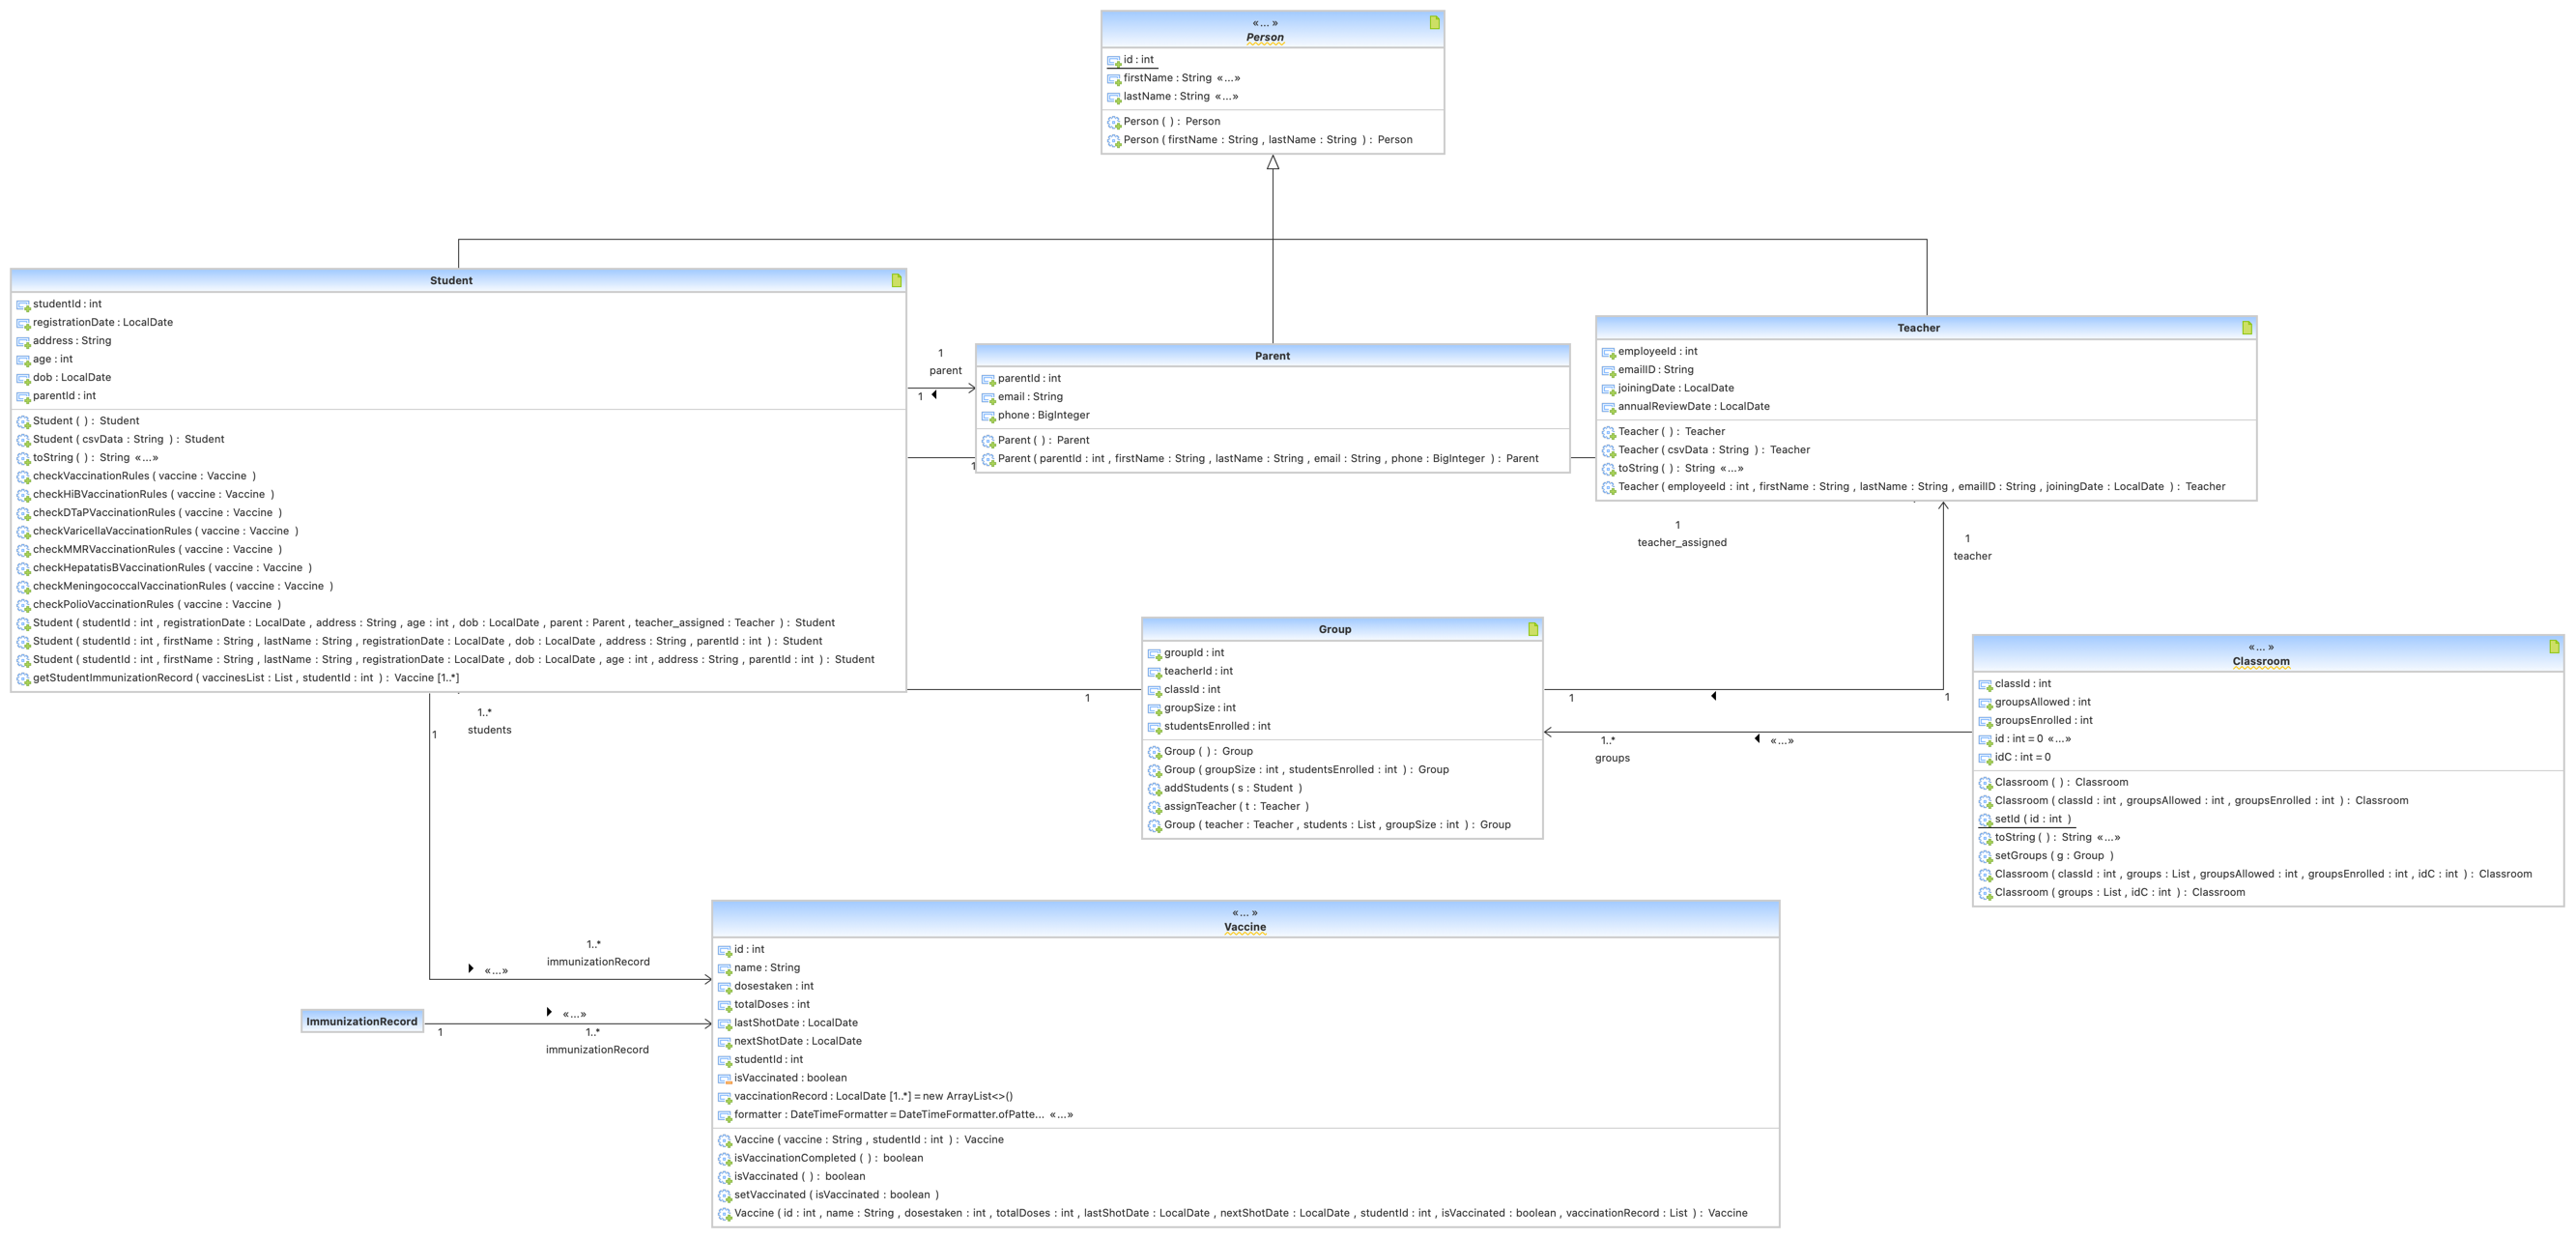 «...»
Person
id : int
firstName : String «...»
lastName : String «...»
Person ( ) : Person
Person ( firstName : String , lastName : String ) : Person
Student
studentId : int
registrationDate : LocalDate
address : String
age : int
dob : LocalDate
parentId : int
Student ( ) : Student
Student ( csvData : String ) : Student
toString ( ) : String «...»
checkVaccinationRules ( vaccine : Vaccine )
checkHiBVaccinationRules ( vaccine : Vaccine )
checkDTaPVaccinationRules ( vaccine : Vaccine )
checkVaricellaVaccinationRules ( vaccine : Vaccine )
checkMMRVaccinationRules ( vaccine : Vaccine )
checkHepatatisBVaccinationRules ( vaccine : Vaccine )
checkMeningococcalVaccinationRules ( vaccine : Vaccine )
checkPolioVaccinationRules ( vaccine : Vaccine )
Student ( studentId : int , registrationDate : LocalDate , address : String , age : int , dob : LocalDate , parent : Parent , teacher_assigned : Teacher ) : Student
Student ( studentId : int , firstName : String , lastName : String , registrationDate : LocalDate , dob : LocalDate , address : String , parentId : int ) : Student
Student ( studentId : int , firstName : String , lastName : String , registrationDate : LocalDate , dob : LocalDate , age : int , address : String , parentId : int ) : Student
getStudentImmunizationRecord ( vaccinesList : List , studentId : int ) : Vaccine [1..*]
1
parent
1
1
Parent
parentId : int
email : String
phone : BigInteger
Parent ( ) : Parent
Parent ( parentId : int , firstName : String , lastName : String , email : String , phone : BigInteger ) : Parent
Teacher
employeeId : int
emailID : String
joiningDate : LocalDate
annualReviewDate : LocalDate
Teacher ( ) : Teacher
Teacher ( csvData : String ) : Teacher
toString ( ) : String «...»
Teacher ( employeeId : int , firstName : String , lastName : String , emailID : String , joiningDate : LocalDate ) : Teacher
1
teacher_assigned
1
teacher
Group
groupId : int
teacherId : int
classId : int
groupSize : int
studentsEnrolled : int
Group ( ) : Group
Group ( groupSize : int , studentsEnrolled : int ) : Group
addStudents ( s : Student )
assignTeacher ( t : Teacher )
Group ( teacher : Teacher , students : List , groupSize : int ) : Group
1
1
1
1..*
groups
«...»
«...»
Classroom
classId : int
groupsAllowed : int
groupsEnrolled : int
id : int = 0 «...»
idC : int = 0
Classroom ( ) : Classroom
Classroom ( classId : int , groupsAllowed : int , groupsEnrolled : int ) : Classroom
setId ( id : int )
toString ( ) : String «...»
setGroups ( g : Group )
Classroom ( classId : int , groups : List , groupsAllowed : int , groupsEnrolled : int , idC : int ) : Classroom
Classroom ( groups : List , idC : int ) : Classroom
1..*
students
1
1..*
immunizationRecord
«...»
ImmunizationRecord
«...»
1
1..*
immunizationRecord
«...»
Vaccine
id : int
name : String
dosestaken : int
totalDoses : int
lastShotDate : LocalDate
nextShotDate : LocalDate
studentId : int
isVaccinated : boolean
vaccinationRecord : LocalDate [1..*] = new ArrayList<>()
formatter : DateTimeFormatter = DateTimeFormatter.ofPatte... «...»
Vaccine ( vaccine : String , studentId : int ) : Vaccine
isVaccinationCompleted ( ) : boolean
isVaccinated ( ) : boolean
setVaccinated ( isVaccinated : boolean )
Vaccine ( id : int , name : String , dosestaken : int , totalDoses : int , lastShotDate : LocalDate , nextShotDate : LocalDate , studentId : int , isVaccinated : boolean , vaccinationRecord : List ) : Vaccine